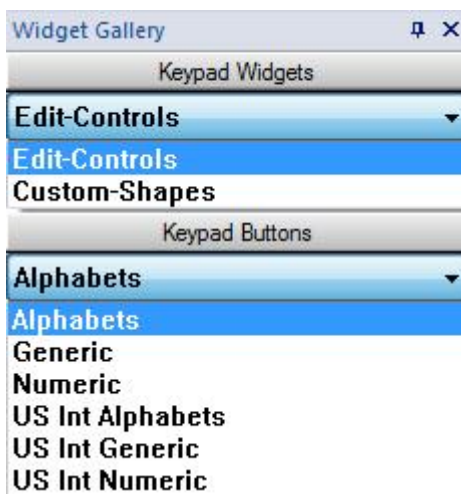 Widget Gallery
Keypad Widgets
Edit-Controls
Edit-Controls
Custom-Shapes
Keypad Buttons
Alphabets
Alphabets
Generic
Numeric
US Int Alphabets
US Int Generic
US Int Numeric